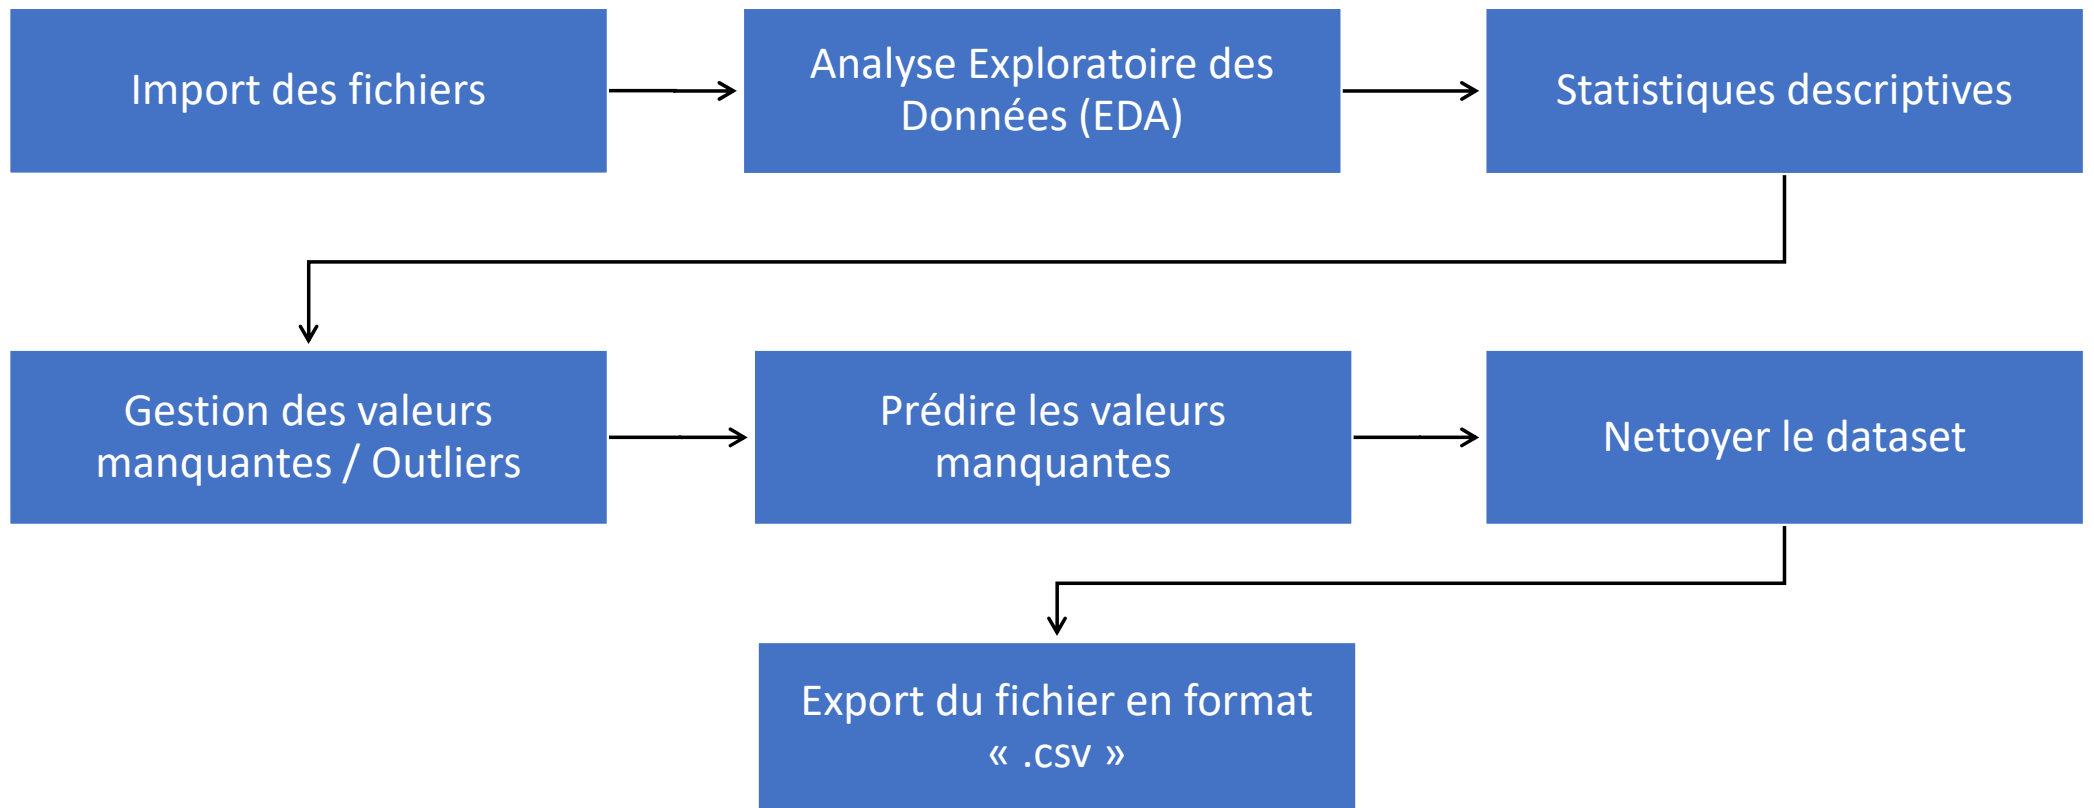 Import des fichiers
Analyse Exploratoire des
Données (EDA)
Statistiques descriptives
Gestion des valeurs
manquantes / Outliers
Prédire les valeurs
manquantes
Nettoyer le dataset
Export du fichier en format
« .csv »